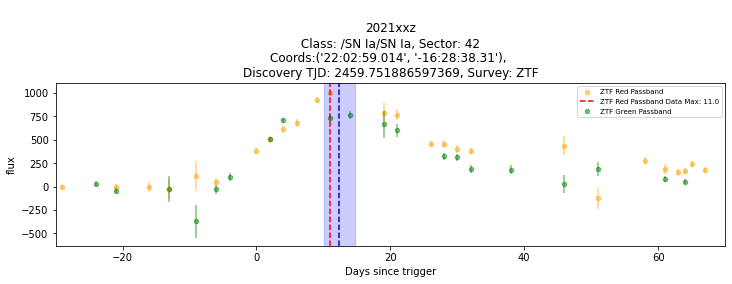 2021xxz
Class: /SN Ia/SN Ia, Sector: 42
Coords:('22:02:59.014', '-16:28:38.31'),
Discovery TJD: 2459.751886597369, Survey: ZTF
ZTF Red Passband
ZTF Red Passband Data Max: 11.0
ZTF Green Passband
flux
1000
750
500
250
0
−250
−500
−20
0
20
40
60
Days since trigger